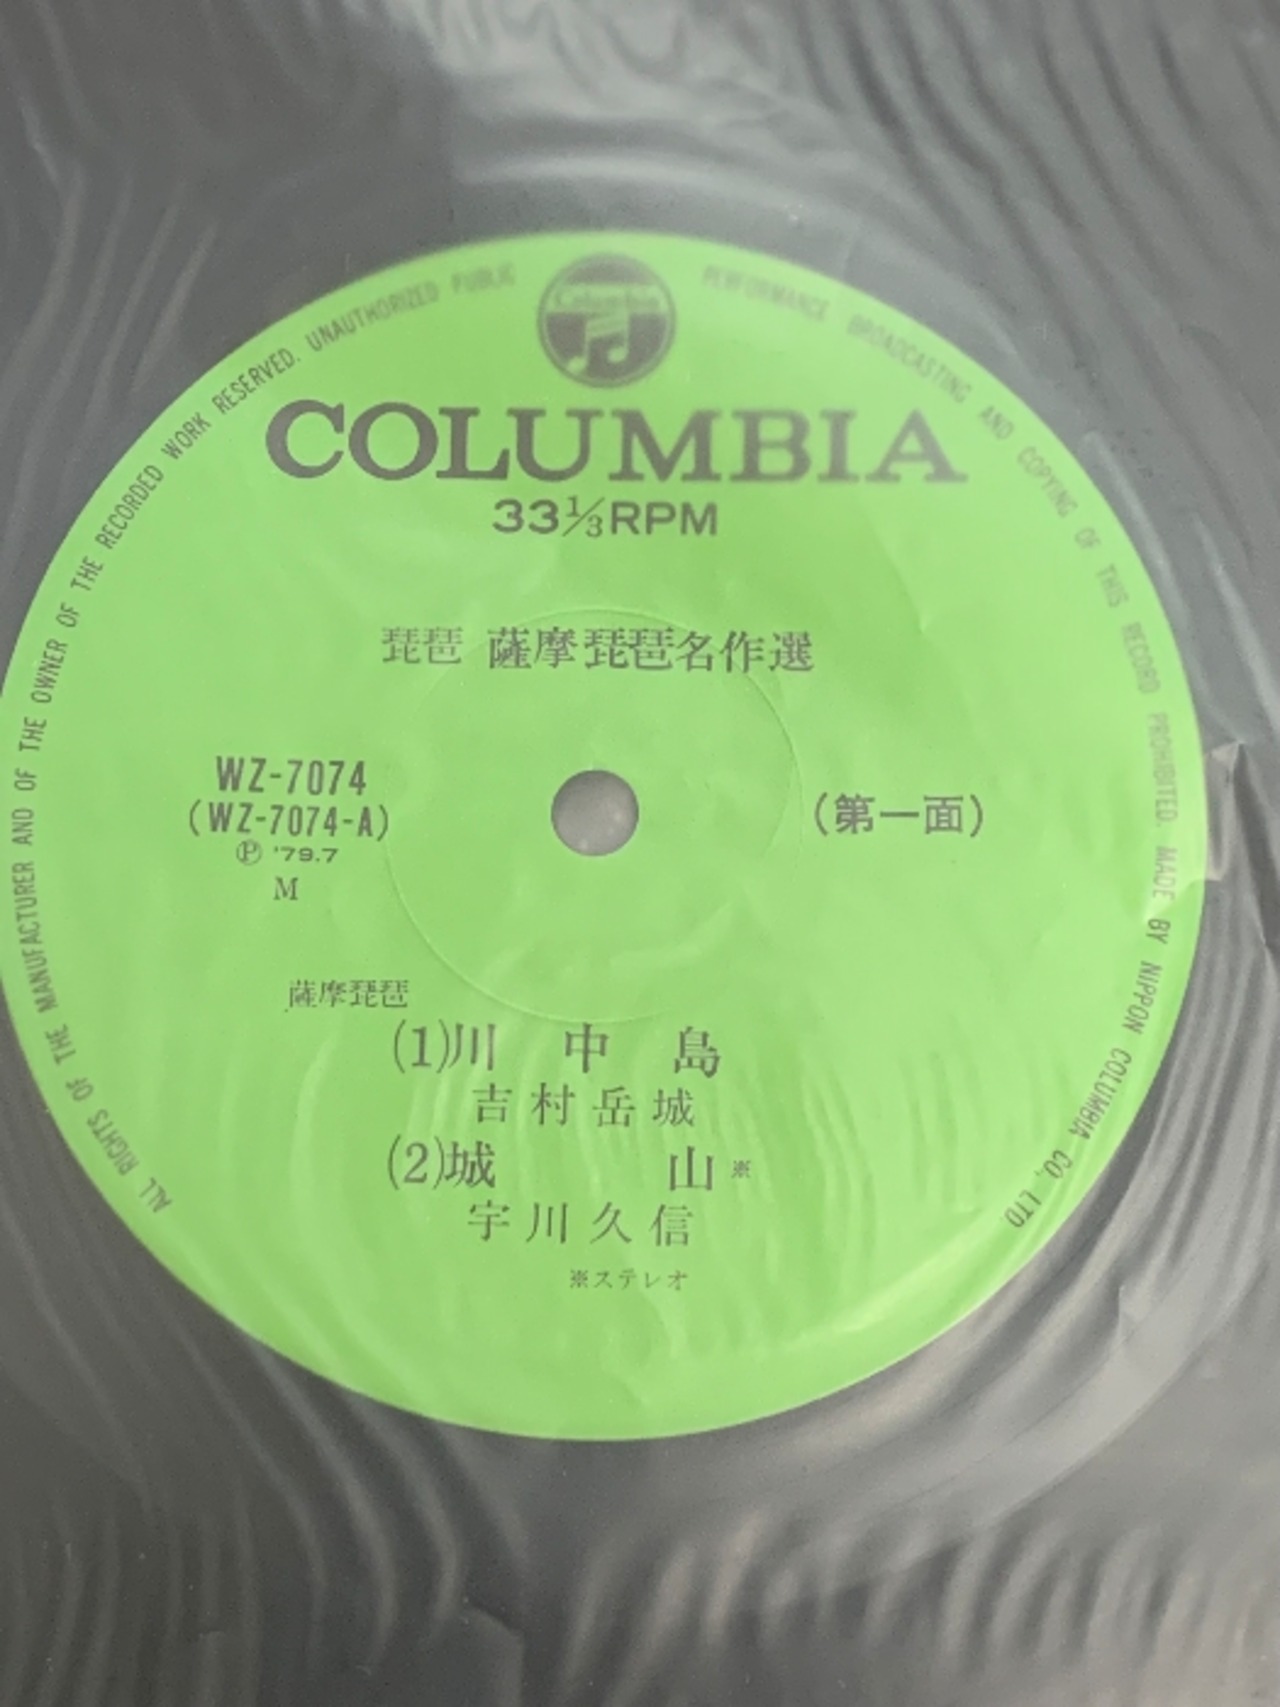 Columbia
COLUMBIA
33⅓RPM
琵琶 薩摩琵琶名作選
WZ-7074
(WZ-7074-A)
Ⓟ '79.7
M
(第一面)
薩摩琵琶
(1)川中島
吉村岳城
(2)城山※
宇川久信
※ステレオ
ALL RIGHTS OF THE MANUFACTURER AND OF THE OWNER OF THE RECORDED WORK RESERVED. UNAUTHORIZED PUBLIC PERFORMANCE BROADCASTING AND COPYING OF THIS RECORD PROHIBITED. MADE BY NIPPON COLUMBIA CO., LTD